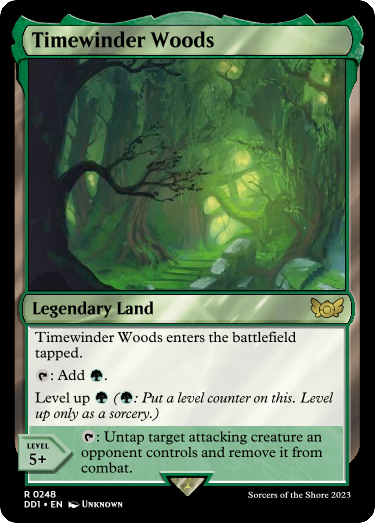 Timewinder Woods
Legendary Land
Timewinder Woods enters the battlefield
tapped.
: Add .
Level up (: Put a level counter on this. Level
up only as a sorcery.)
LEVEL
5+
: Untap target attacking creature an
opponent controls and remove it from
combat.
R 0248
DD1 • EN Unknown
Sorcers of the Shore 2023